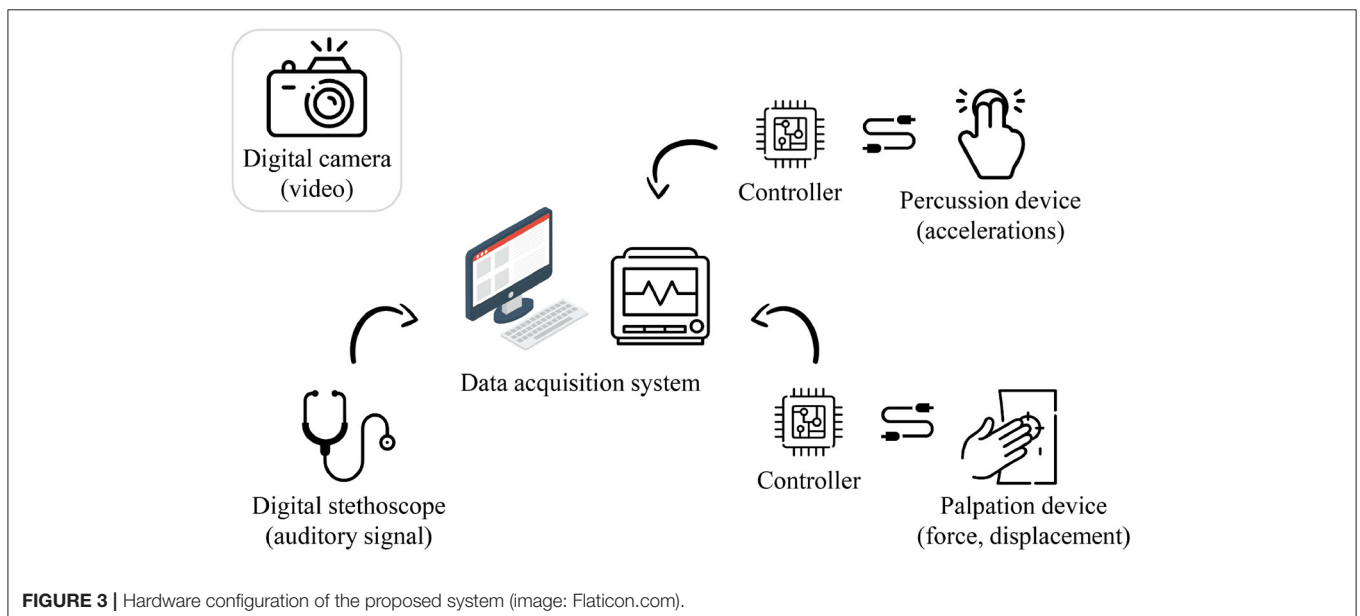 Digital camera
(video)
Controller
Percussion device
(accelerations)
Data acquisition system
Digital stethoscope
(auditory signal)
Controller
Palpation device
(force, displacement)
FIGURE 3 | Hardware configuration of the proposed system (image: Flaticon.com).